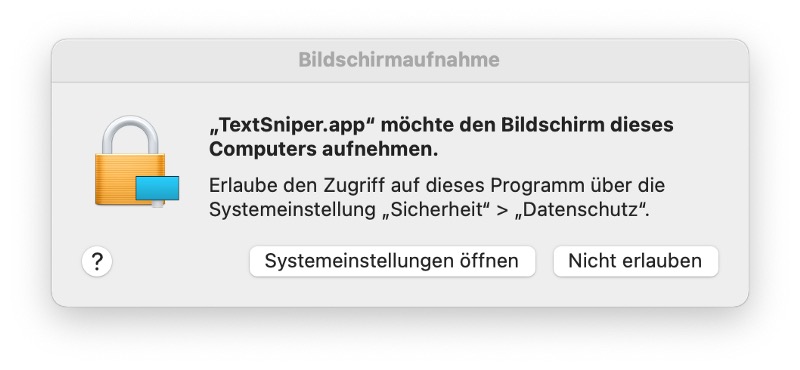 Bildschirmaufnahme
„TextSniper.app“ möchte den Bildschirm dieses
Computers aufnehmen.
Erlaube den Zugriff auf dieses Programm über die
Systemeinstellung „Sicherheit“ > „Datenschutz“.
?
Systemeinstellungen öffnen
Nicht erlauben